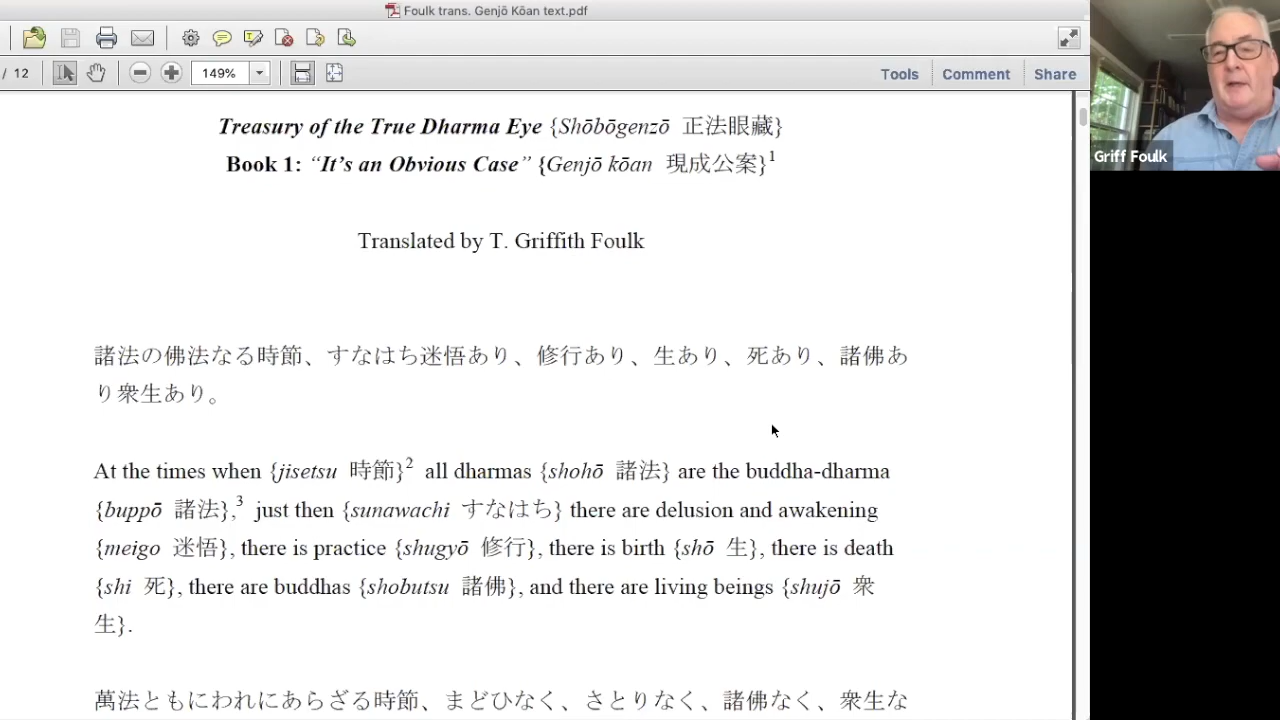 Foulk trans. Genjō Kōan text.pdf
/ 12
149%
Tools
Comment
Share
Griff Foulk
Treasury of the True Dharma Eye {Shōbōgenzō 正法眼藏}
Book 1: “It’s an Obvious Case” {Genjō kōan 現成公案}1
Translated by T. Griffith Foulk
諸法の佛法なる時節、すなはち迷悟あり、修行あり、生あり、死あり、諸佛あ
り衆生あり。
At the times when {jisetsu 時節}2 all dharmas {shohō 諸法} are the buddha-dharma
{buppō 諸法},3 just then {sunawachi すなはち} there are delusion and awakening
{meigo 迷悟}, there is practice {shugyō 修行}, there is birth {shō 生}, there is death
{shi 死}, there are buddhas {shobutsu 諸佛}, and there are living beings {shujō 衆
生}.
萬法ともにわれにあらざる時節、まどひなく、さとりなく、諸佛なく、衆生な